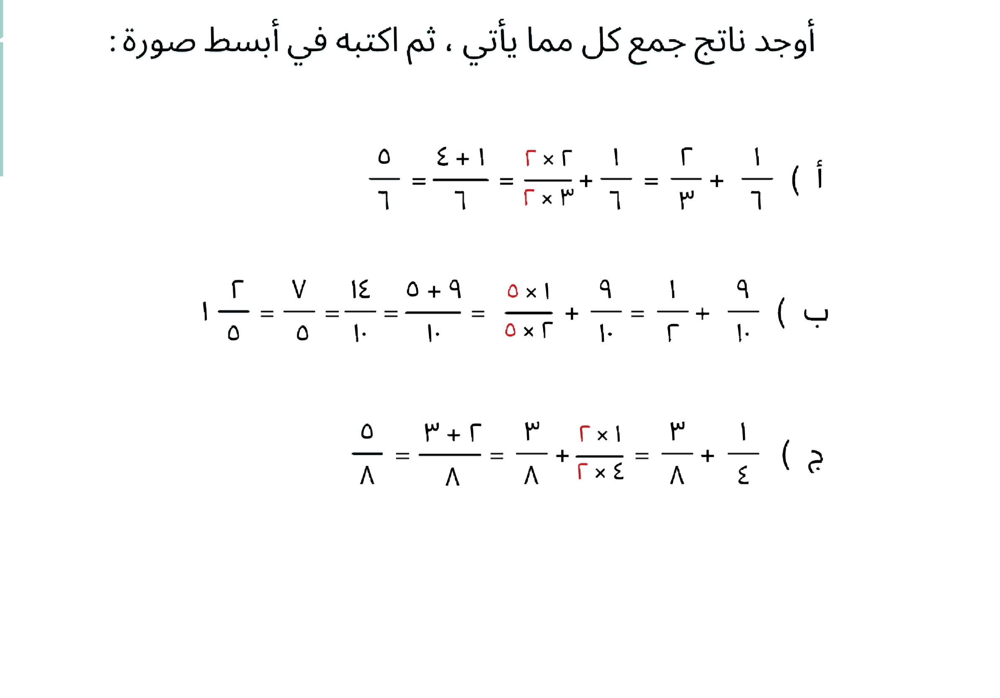 أوجد ناتج جمع كل مما يأتي ، ثم اكتبه في أبسط صورة :
أ ) ١/٦ + ٢/٣ = ١/٦ + ٢×٢/٣×٢ = ١+٤/٦ = ٥/٦
ب ) ٩/١٠ + ١/٢ = ٩/١٠ + ١×٥/٢×٥ = ٩+٥/١٠ = ١٤/١٠ = ٧/٥ = ٢/٥ ١
ج ) ١/٤ + ٣/٨ = ١×٢/٤×٢ + ٣/٨ = ٢+٣/٨ = ٥/٨